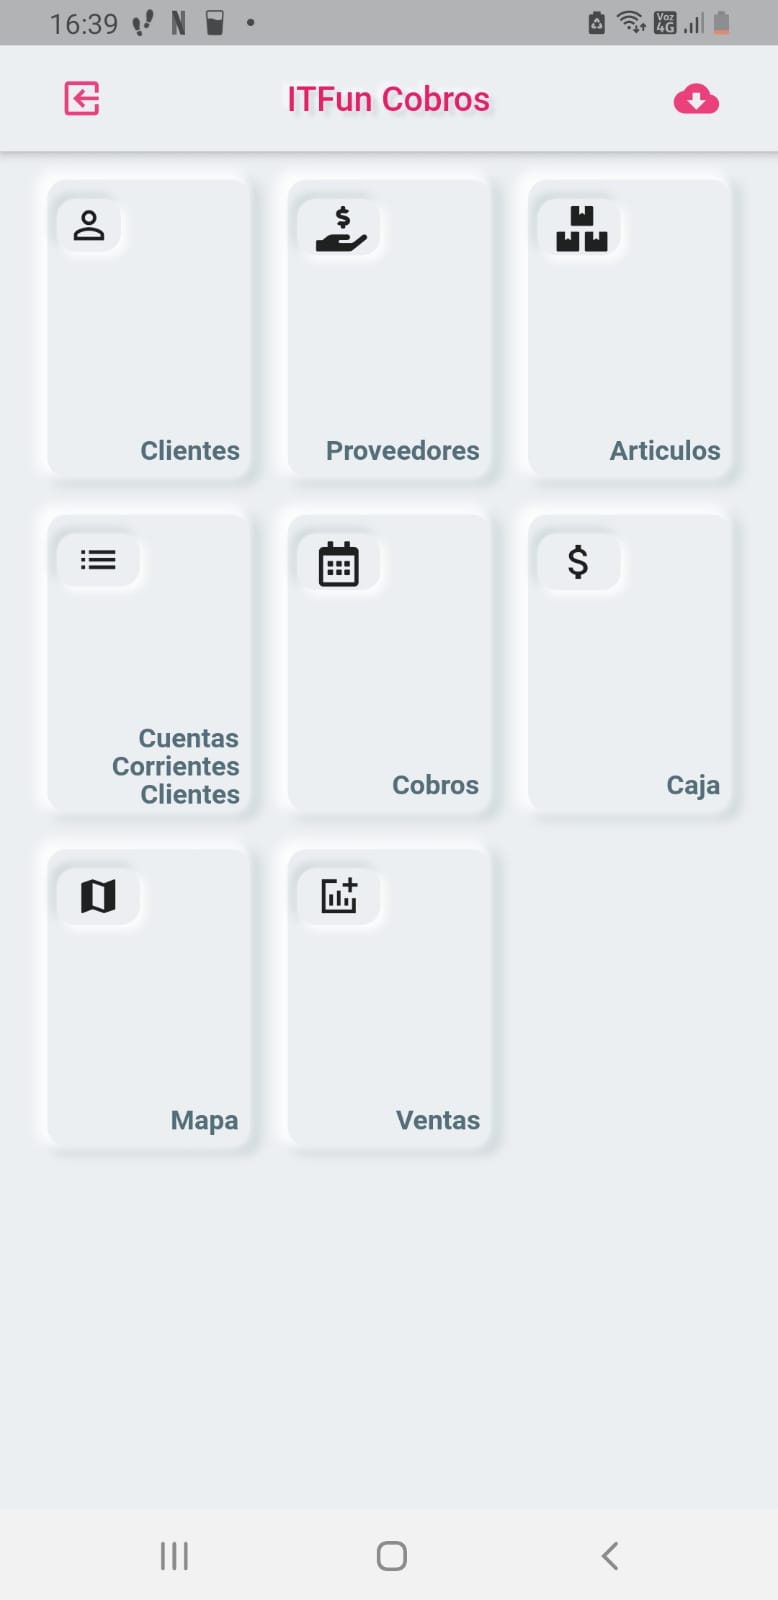 16:39
Voz
4G
ITFun Cobros
Clientes
Proveedores
Articulos
Cuentas
Corrientes
Clientes
Cobros
Caja
Mapa
Ventas